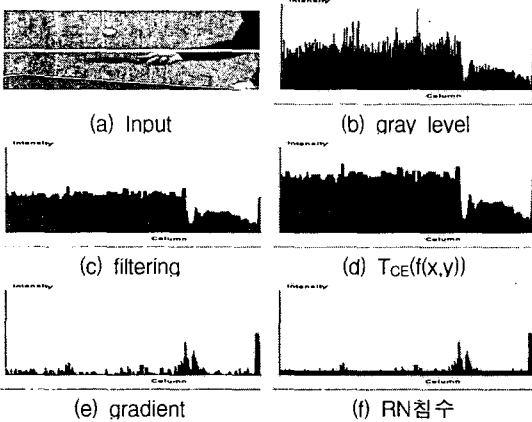 Intensity
Column
(a) Input
(b) gray level
Intensity
Column
Intensity
Column
(c) filtering
(d) TCE(f(x,y))
Intensity
Column
Intensity
Column
(e) gradient
(f) RN침수